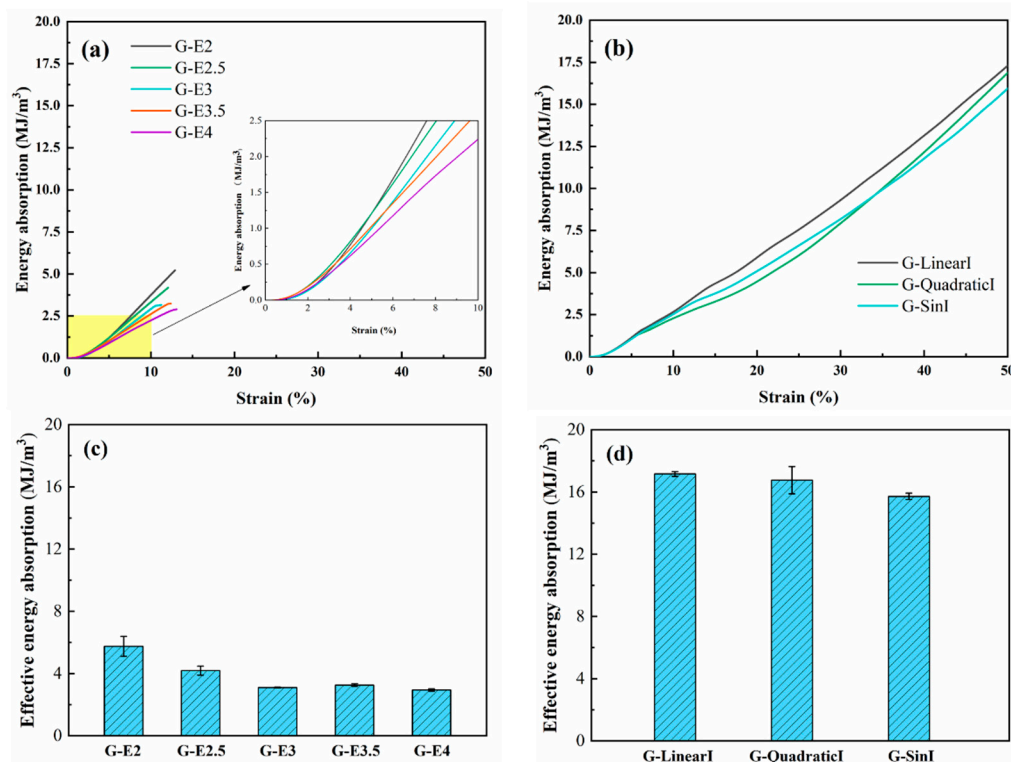 (a)
G-E2
G-E2.5
G-E3
G-E3.5
G-E4
20.0
17.5
15.0
12.5
10.0
7.5
5.0
2.5
0.0
Energy absorption (MJ/m³)
0 10 20 30 40 50
Strain (%)
2.5
2.0
1.5
1.0
0.5
0.0
Energy absorption (MJ/m³)
0 2 4 6 8 10
Strain (%)
(b)
20.0
17.5
15.0
12.5
10.0
7.5
5.0
2.5
0.0
Energy absorption (MJ/m³)
G-LinearI
G-QuadraticI
G-SinI
0 10 20 30 40 50
Strain (%)
(c)
20
16
12
8
4
0
Effective energy absorption (MJ/m³)
G-E2 G-E2.5 G-E3 G-E3.5 G-E4
(d)
20
16
12
8
4
0
Effective energy absorption (MJ/m³)
G-LinearI G-QuadraticI G-SinI